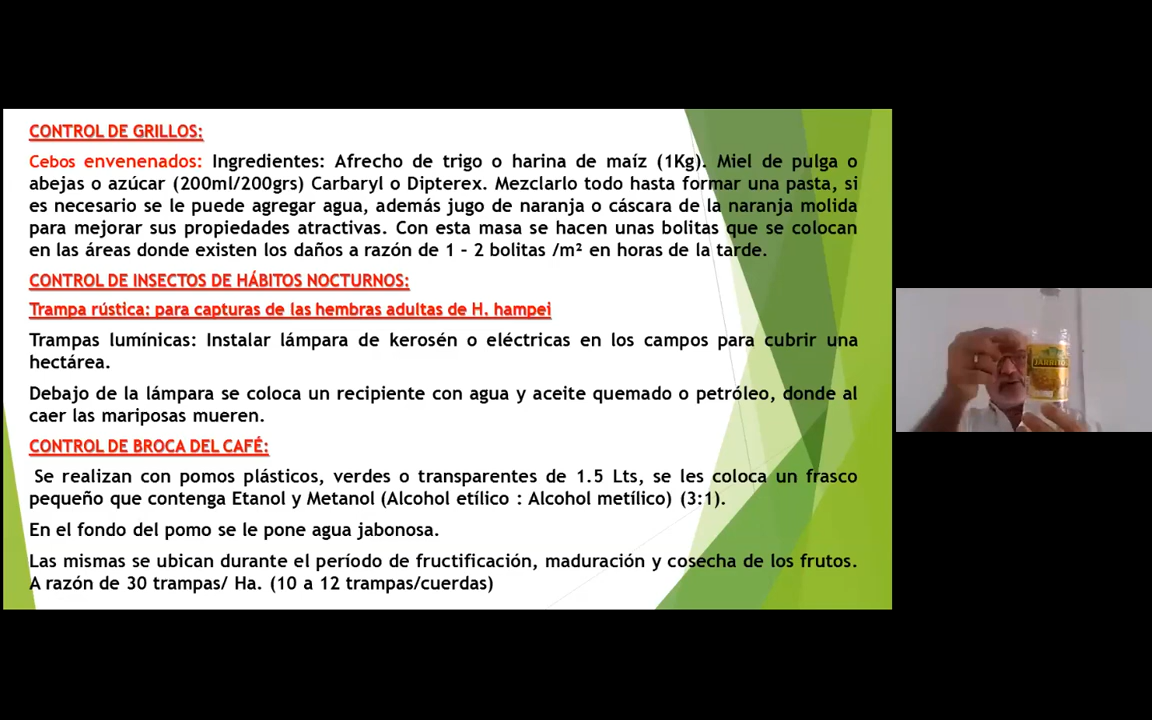 CONTROL DE GRILLOS:
Cebos envenenados: Ingredientes: Afrecho de trigo o harina de maíz (1Kg). Miel de pulga o
abejas o azúcar (200ml/200grs) Carbaryl o Dipterex. Mezclarlo todo hasta formar una pasta, si
es necesario se le puede agregar agua, además jugo de naranja o cáscara de la naranja molida
para mejorar sus propiedades atractivas. Con esta masa se hacen unas bolitas que se colocan
en las áreas donde existen los daños a razón de 1 - 2 bolitas /m² en horas de la tarde.
CONTROL DE INSECTOS DE HÁBITOS NOCTURNOS:
Trampa rústica: para capturas de las hembras adultas de H. hampei
Trampas lumínicas: Instalar lámpara de kerosén o eléctricas en los campos para cubrir una
hectárea.
Debajo de la lámpara se coloca un recipiente con agua y aceite quemado o petróleo, donde al
caer las mariposas mueren.
CONTROL DE BROCA DEL CAFÉ:
Se realizan con pomos plásticos, verdes o transparentes de 1.5 Lts, se les coloca un frasco
pequeño que contenga Etanol y Metanol (Alcohol etílico : Alcohol metílico) (3:1).
En el fondo del pomo se le pone agua jabonosa.
Las mismas se ubican durante el período de fructificación, maduración y cosecha de los frutos.
A razón de 30 trampas/ Ha. (10 a 12 trampas/cuerdas)
JARRITO